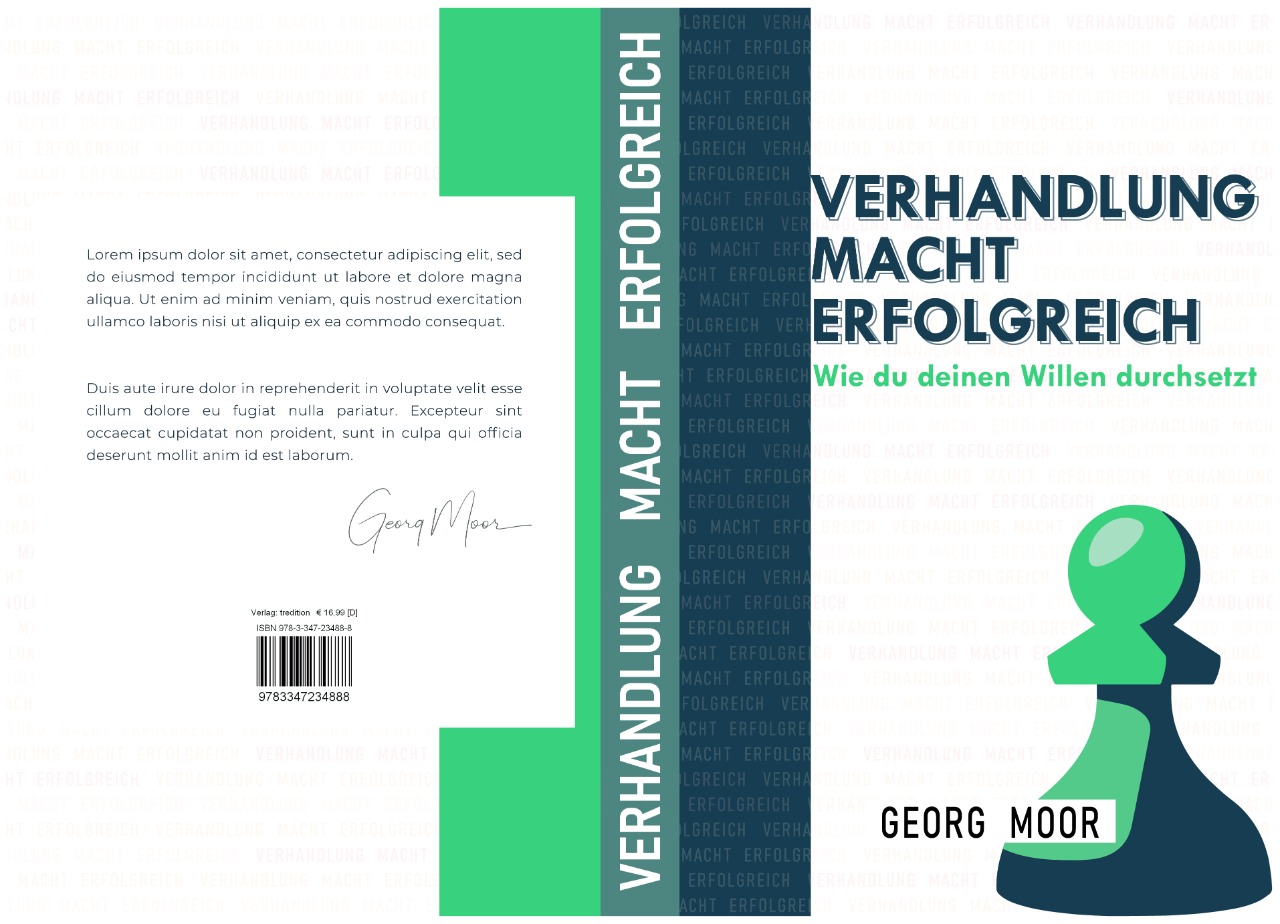 Lorem ipsum dolor sit amet, consectetur adipiscing elit, sed
do eiusmod tempor incididunt ut labore et dolore magna
aliqua. Ut enim ad minim veniam, quis nostrud exercitation
ullamco laboris nisi ut aliquip ex ea commodo consequat.
Duis aute irure dolor in reprehenderit in voluptate velit esse
cillum dolore eu fugiat nulla pariatur. Excepteur sint
occaecat cupidatat non proident, sunt in culpa qui officia
deserunt mollit anim id est laborum.
Georg Moor
Verlag: tredition € 16,99 [D]
ISBN 978-3-347-23488-8
9783347234888
VERHANDLUNG MACHT ERFOLGREICH
VERHANDLUNG
MACHT
ERFOLGREICH
Wie du deinen Willen durchsetzt
GEORG MOOR